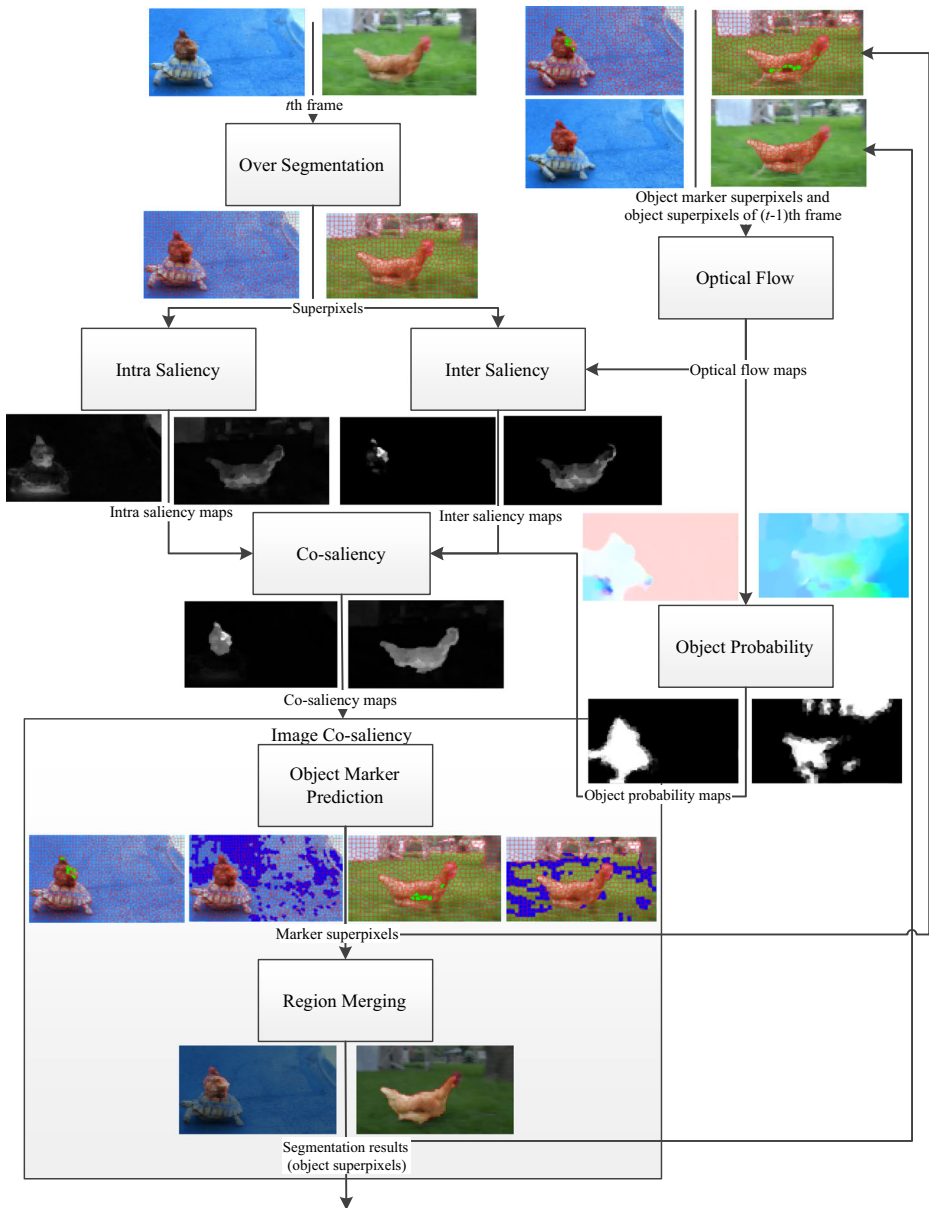 tth frame
Over Segmentation
Object marker superpixels and
object superpixels of (t-1)th frame
Optical Flow
Superpixels
Intra Saliency
Inter Saliency
Optical flow maps
Intra saliency maps
Inter saliency maps
Co-saliency
Object Probability
Co-saliency maps
Image Co-saliency
Object Marker
Prediction
Object probability maps
Marker superpixels
Region Merging
Segmentation results
(object superpixels)